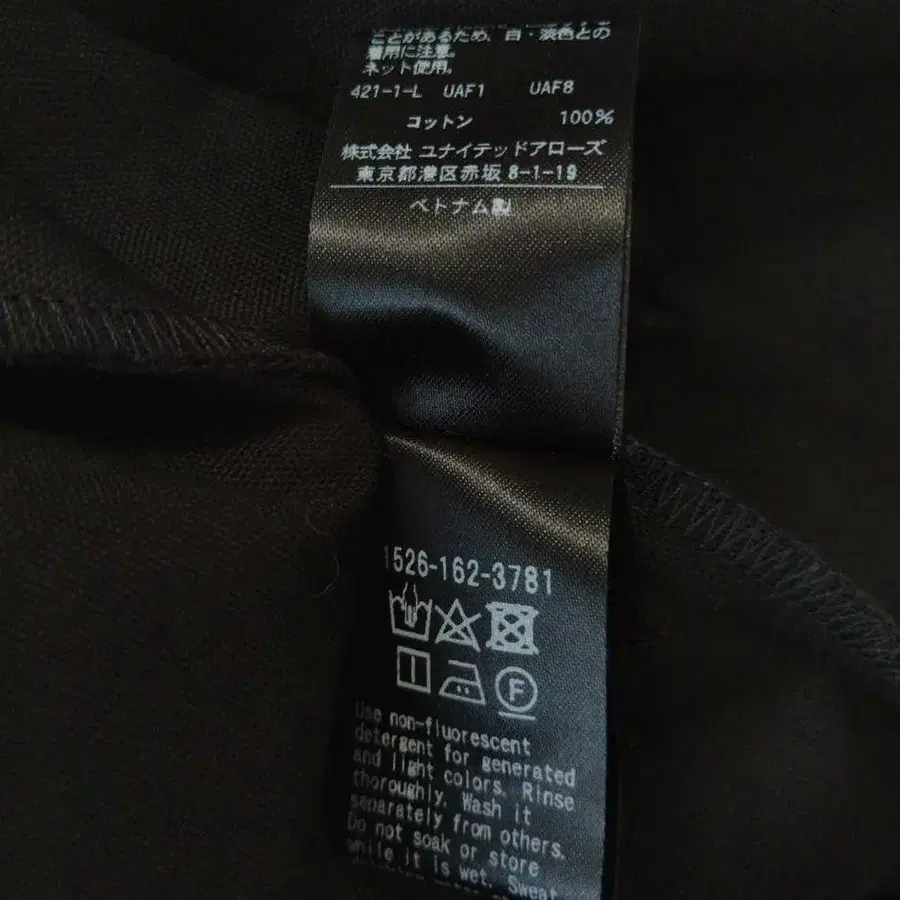 ことがあるため、白・淡色との
着用に注意。
ネット使用。
421-1-L UAF1 UAF8
コットン 100%
株式会社 ユナイテッドアローズ
東京都港区赤坂 8-1-19
ベトナム製
1526-162-3781
F
Use non-fluorescent
detergent for generated
and light colors. Rinse
thoroughly. Wash it
separately from others.
Do not soak or store
while it is wet. Sweat